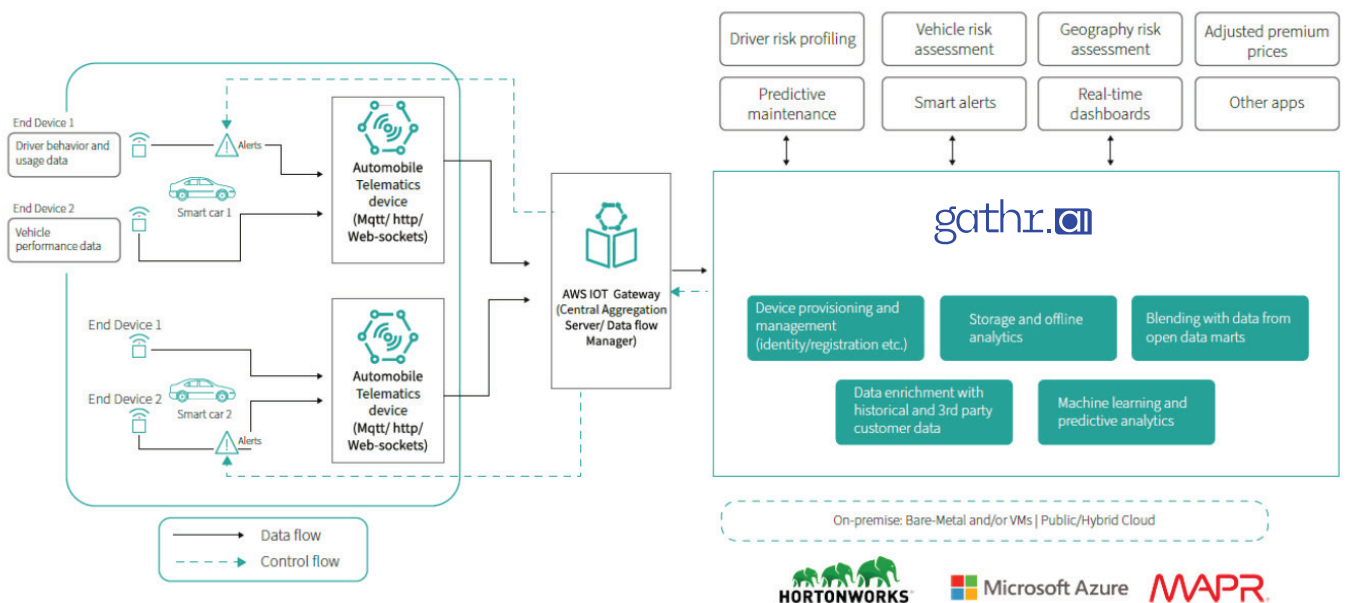 Driver risk profiling
Vehicle risk
assessment
Geography risk
assessment
Adjusted premium
prices
Predictive
maintenance
Smart alerts
Real-time
dashboards
Other apps
End Device 1
Driver behavior and
usage data
Alerts
Smart car 1
End Device 2
Vehicle
performance data
Automobile
Telematics
device
(Mqtt/ http/
Web-sockets)
End Device 1
End Device 2
Smart car 2
Alerts
Automobile
Telematics
device
(Mqtt/ http/
Web-sockets)
AWS IOT Gateway
(Central Aggregation
Server/ Data flow
Manager)
gathr.ai
Device provisioning and
management
(identity/registration etc.)
Storage and offline
analytics
Blending with data from
open data marts
Data enrichment with
historical and 3rd party
customer data
Machine learning and
predictive analytics
Data flow
Control flow
On-premise: Bare-Metal and/or VMs | Public/Hybrid Cloud
HORTONWORKS
Microsoft Azure
MAPR